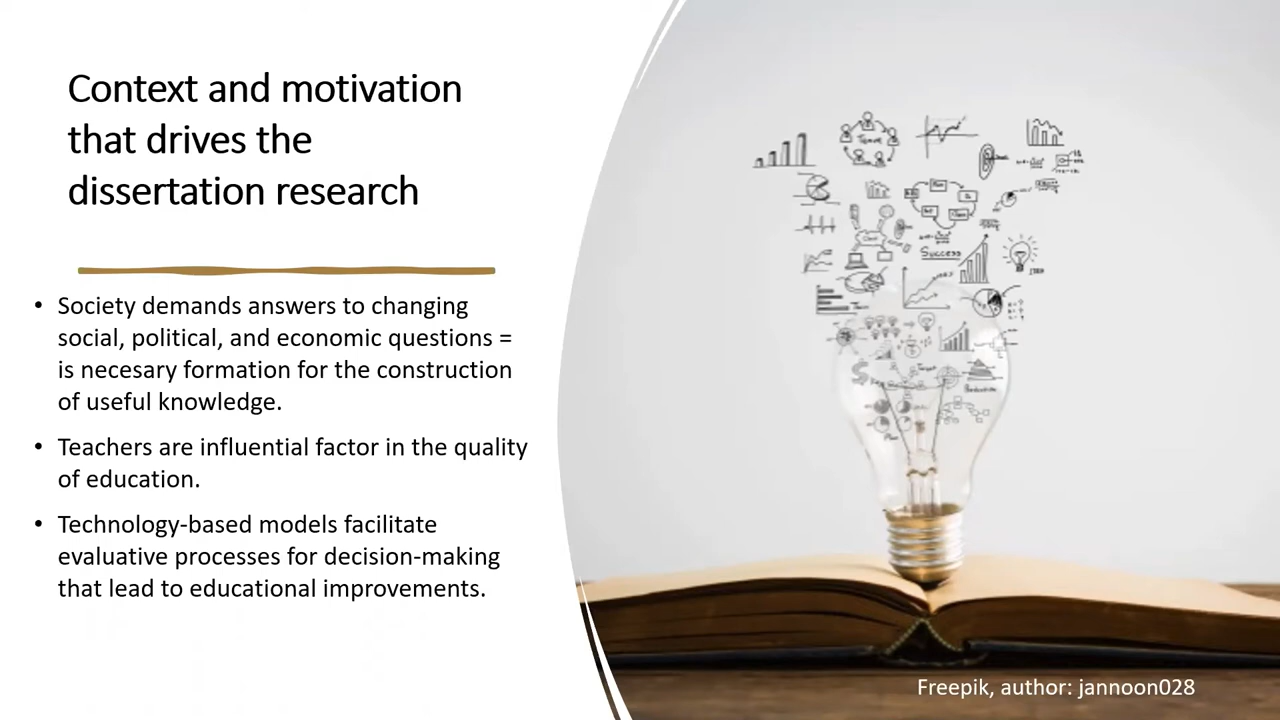 Context and motivation
that drives the
dissertation research
• Society demands answers to changing
social, political, and economic questions =
is necesary formation for the construction
of useful knowledge.
• Teachers are influential factor in the quality
of education.
• Technology-based models facilitate
evaluative processes for decision-making
that lead to educational improvements.
Success
Freepik, author: jannoon028